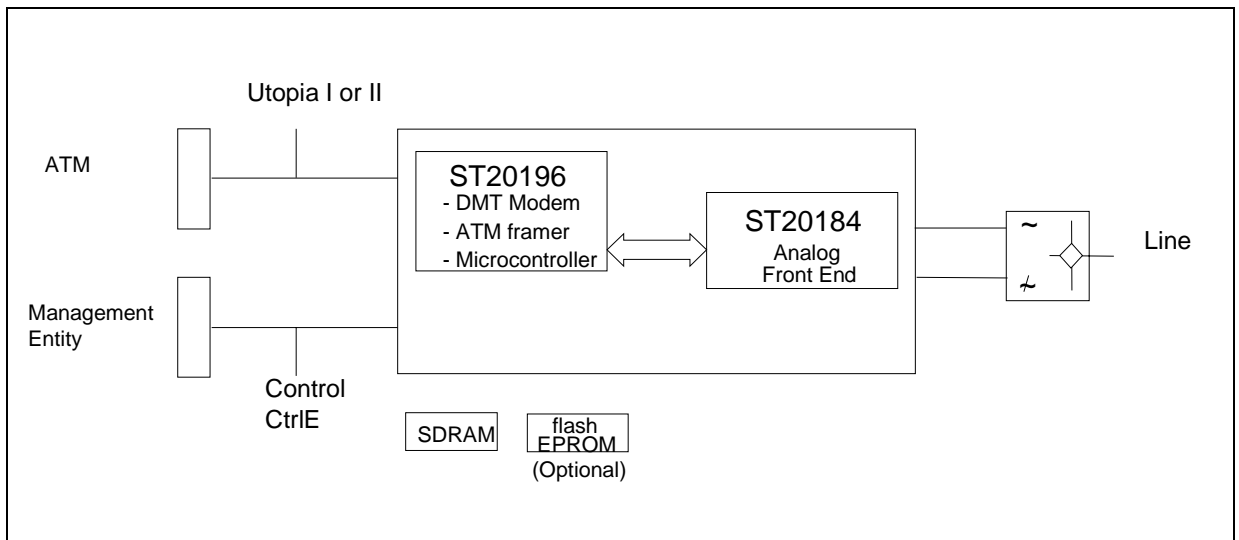 Utopia I or II
ATM
ST20196
- DMT Modem
- ATM framer
- Microcontroller
ST20184
Analog
Front End
~
~
Line
Management
Entity
Control
CtrlE
SDRAM
flash
EPROM
(Optional)